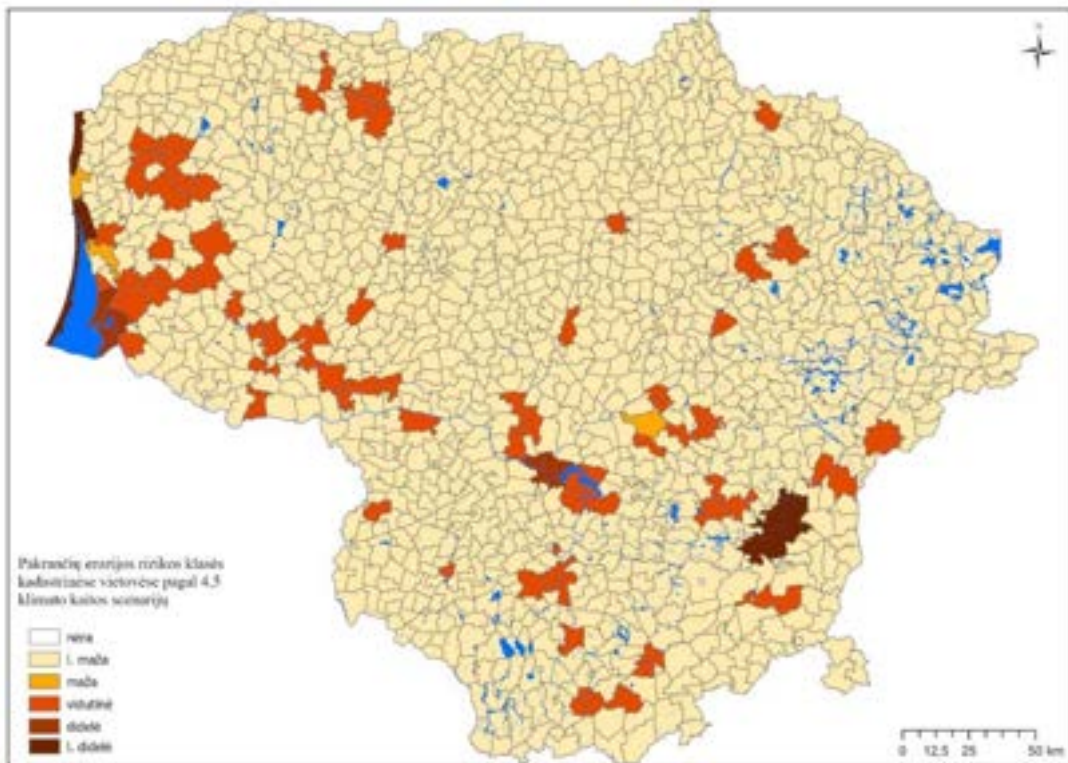 Pakrančių erozijos rizikos klasės
kadastrinėse vietovėse pagal 4.5
klimato kaitos scenarijų
nėra
l. maža
maža
vidutinė
didelė
l. didelė
0 12,5 25 50 km